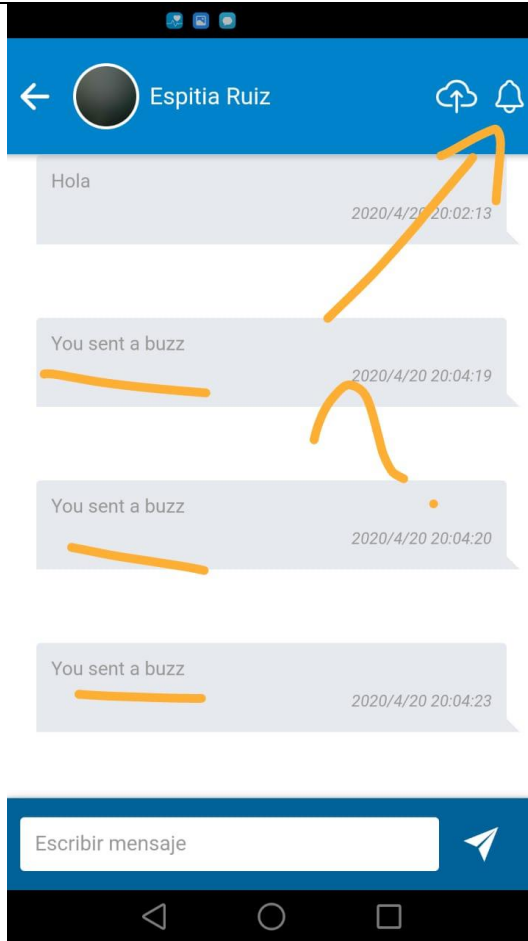 Espitia Ruiz
Hola
2020/4/20 20:02:13
You sent a buzz
2020/4/20 20:04:19
You sent a buzz
2020/4/20 20:04:20
You sent a buzz
2020/4/20 20:04:23
Escribir mensaje